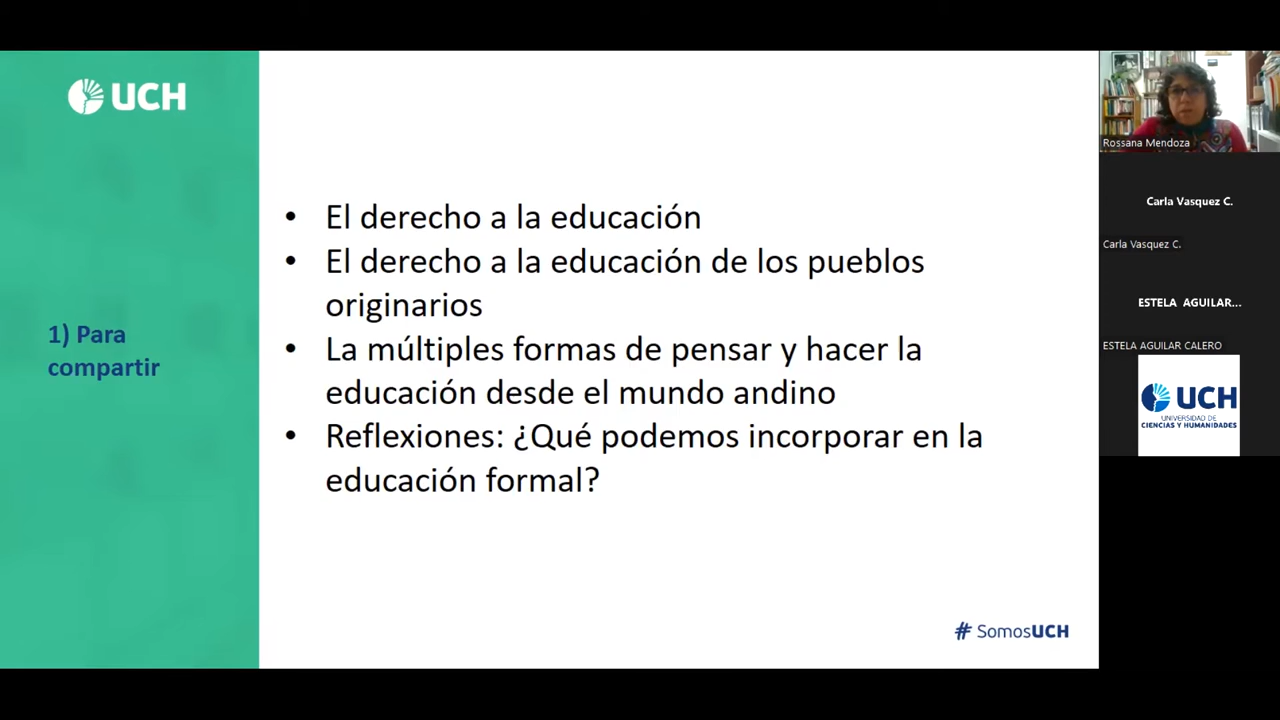 UCH
1) Para
compartir
• El derecho a la educación
• El derecho a la educación de los pueblos
originarios
• La múltiples formas de pensar y hacer la
educación desde el mundo andino
• Reflexiones: ¿Qué podemos incorporar en la
educación formal?
# SomosUCH
Rossana Mendoza
Carla Vasquez C.
Carla Vasquez C.
ESTELA AGUILAR...
ESTELA AGUILAR CALERO
UCH
UNIVERSIDAD DE
CIENCIAS Y HUMANIDADES